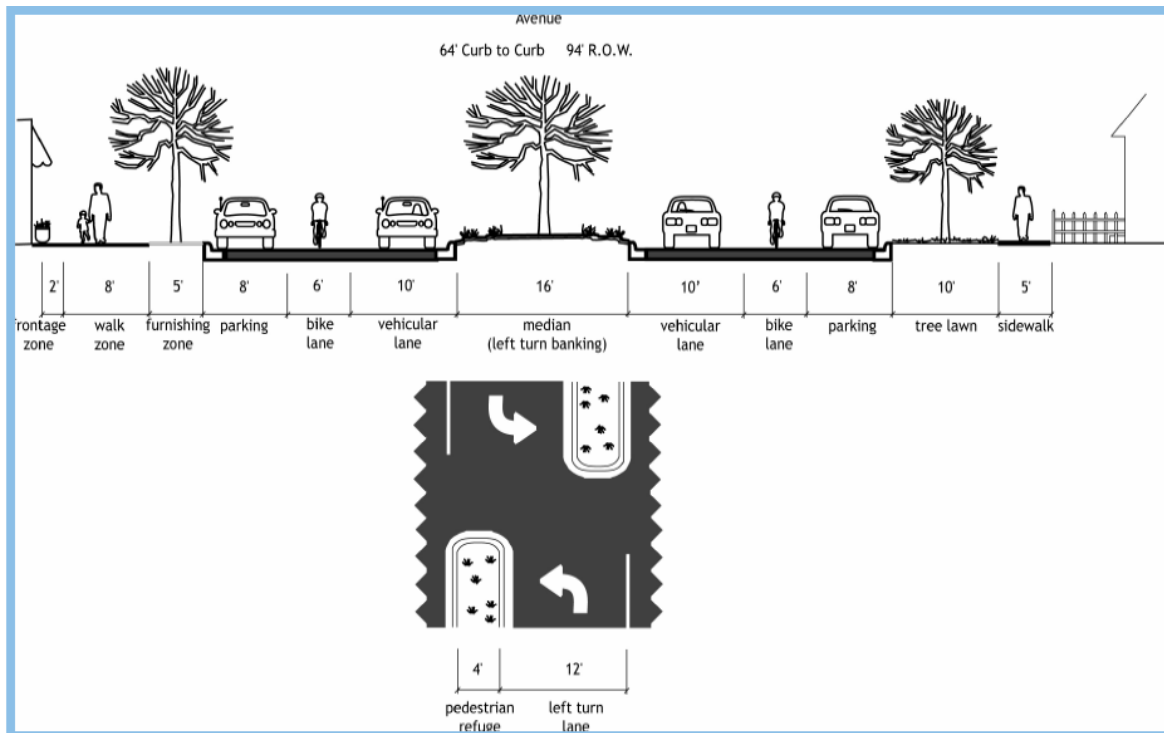 Avenue
64' Curb to Curb 94' R.O.W.
2' 8' 5' 8' 6' 10' 16' 10' 6' 8' 10' 5'
frontage zone
walk zone
furnishing zone
parking
bike lane
vehicular lane
median
(left turn banking)
vehicular lane
bike lane
parking
tree lawn
sidewalk
4' 12'
pedestrian refuge
left turn lane